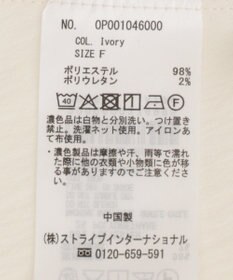 NO.　0P001046000
COL. Ivory
SIZE F
ポリエステル　98%
ポリウレタン　2%
40
濃色品は白物と分別洗い。つけ置き
禁止。洗濯ネット使用。アイロンあ
て布使用。
濃色品は摩擦や汗、雨等で濡れ
た際に他の衣類や小物類に色が移
る事がありますのでご注意くださ
い。
中国製
(株)ストライプインターナショナル
☏ 0120-659-591